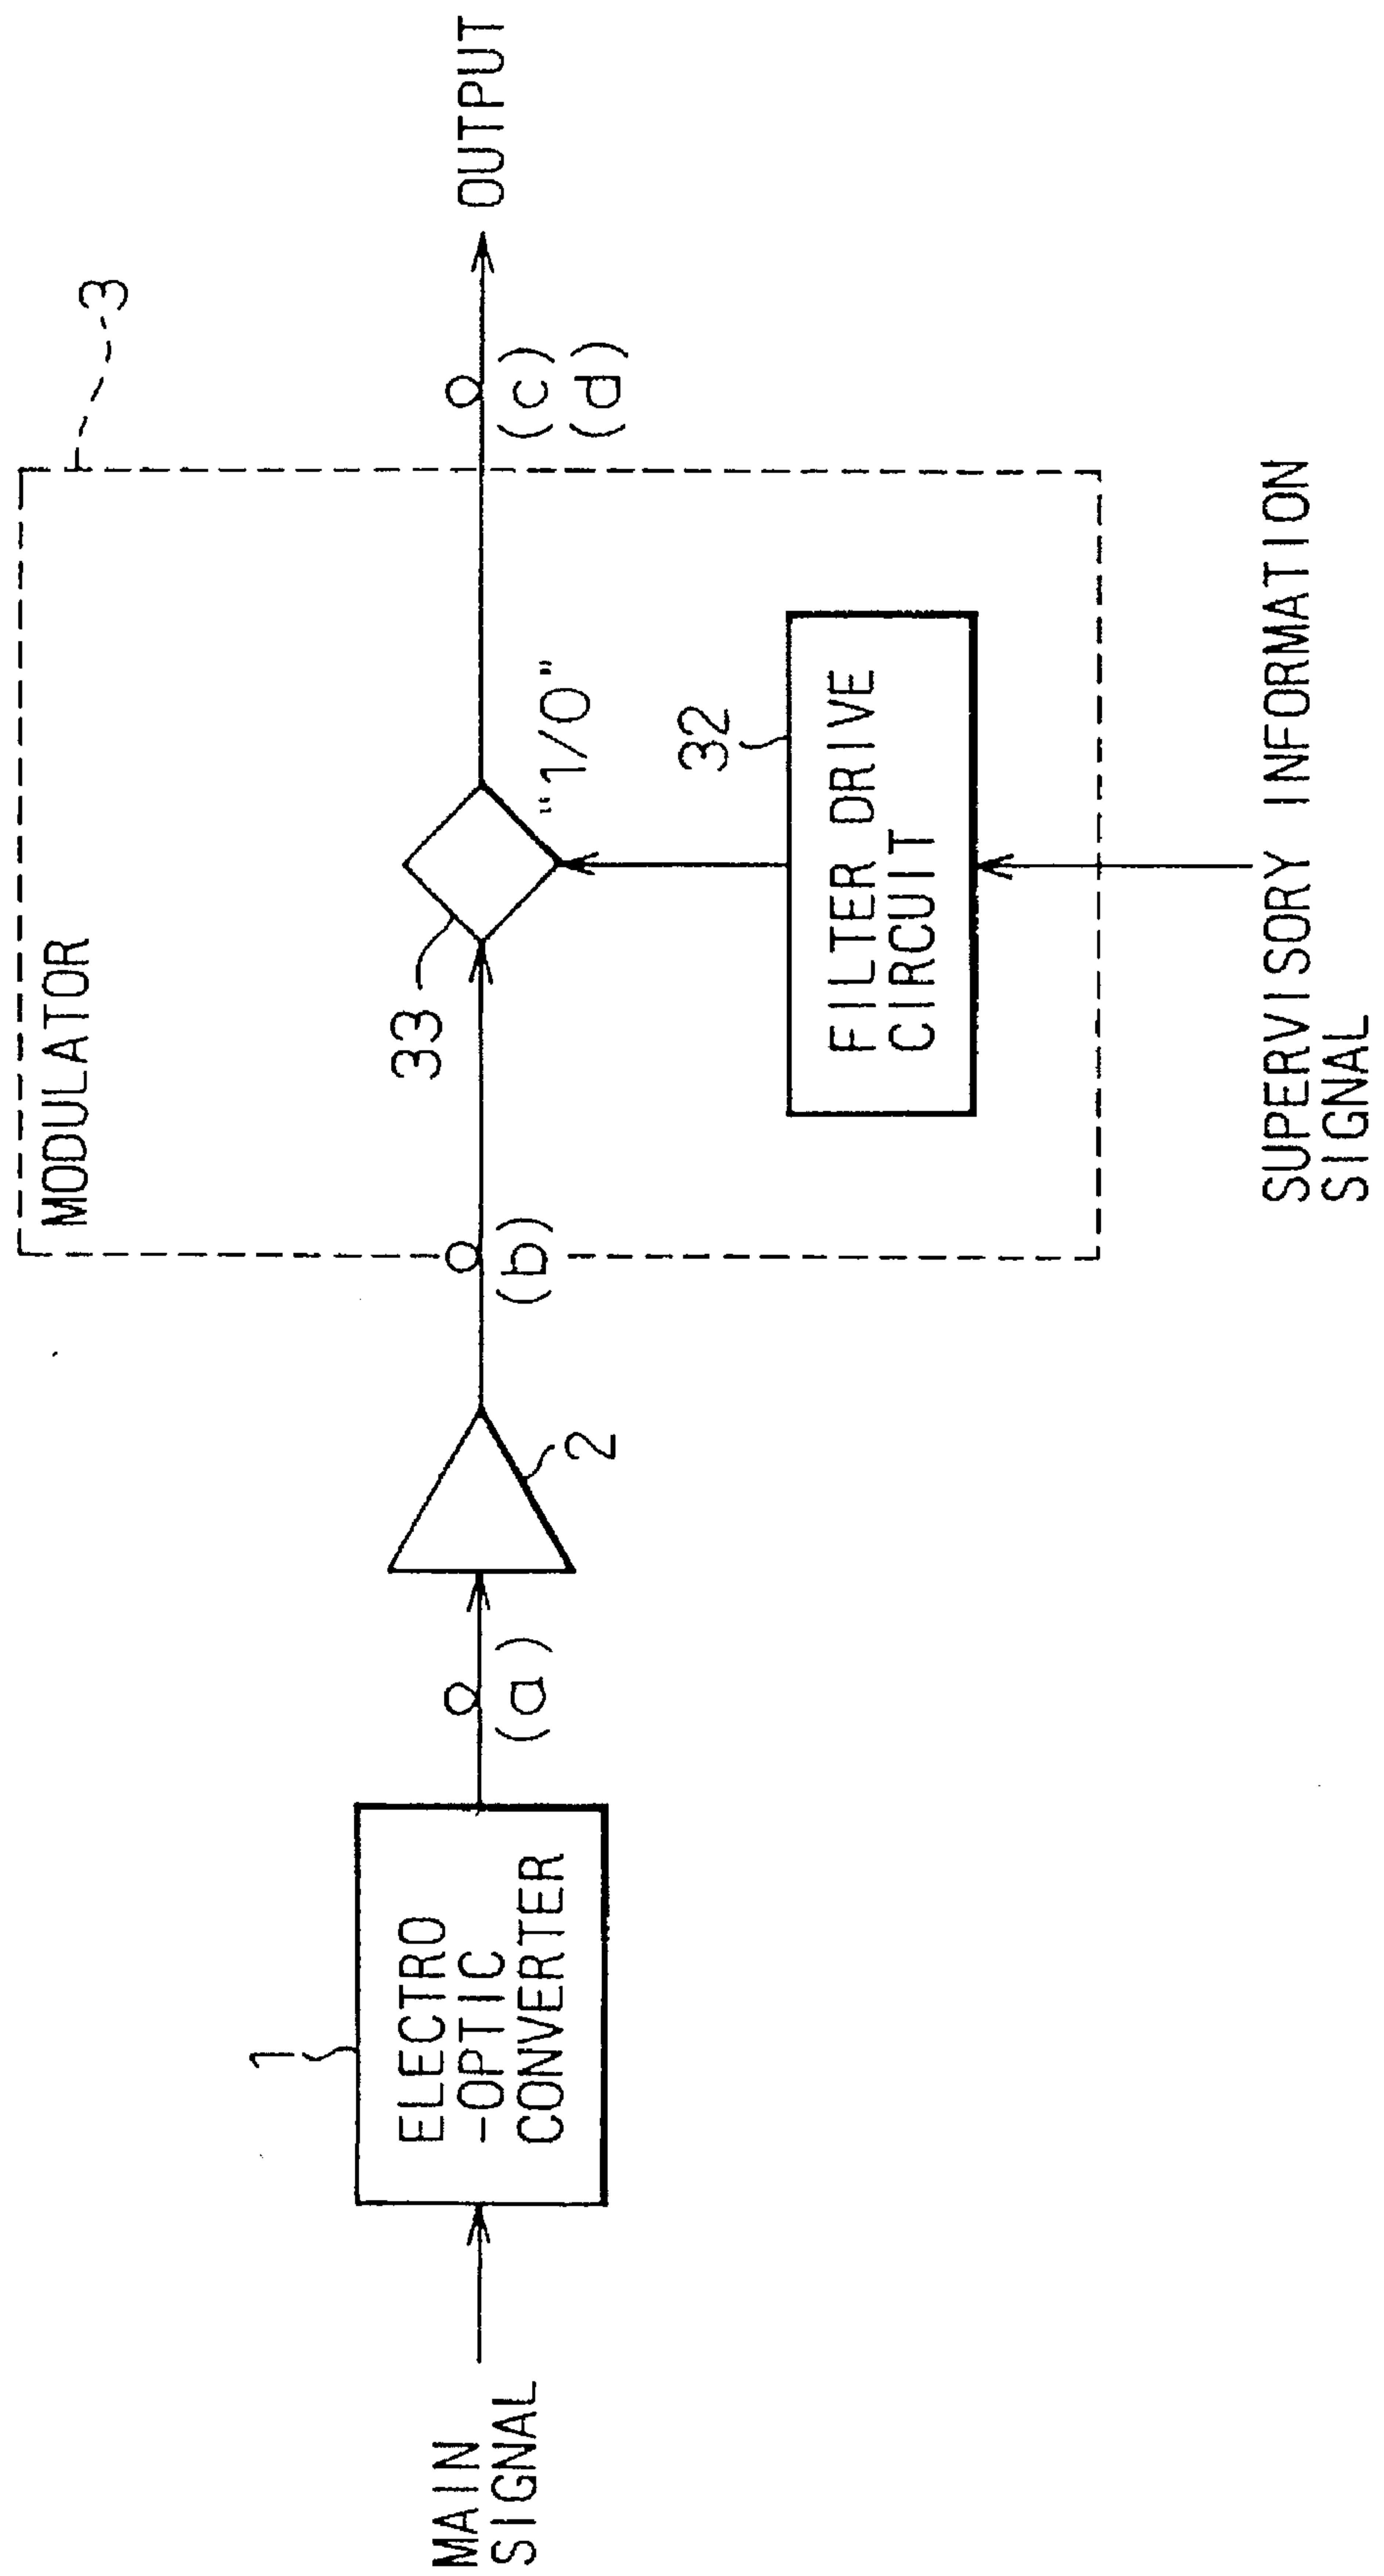 MODULATOR
3
33
"1/0"
32
FILTER DRIVE
CIRCUIT
1
ELECTRO
-OPTIC
CONVERTER
MAIN
SIGNAL
(a)
2
(b)
(c)
(d)
OUTPUT
SUPERVISORY INFORMATION
SIGNAL